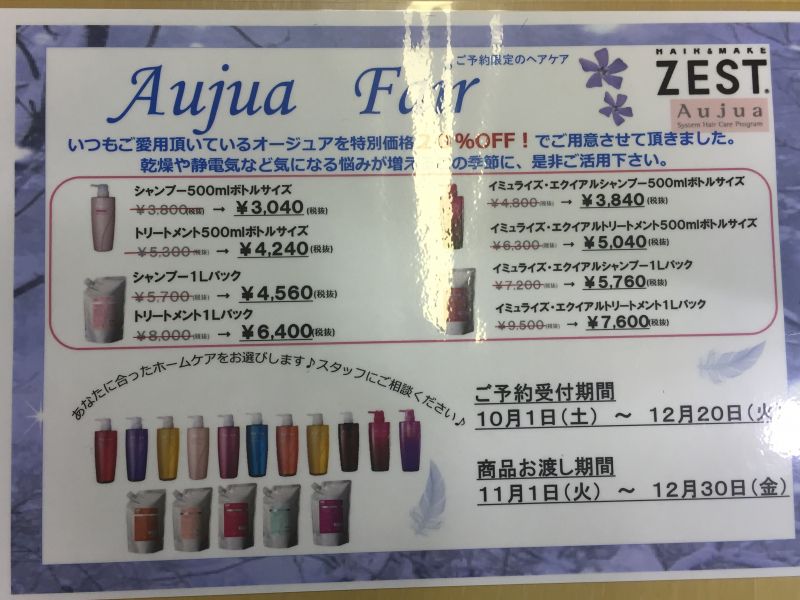 ご予約限定のヘアケア
Aujua Fair
HAIR&MAKE
ZEST
Aujua
System Hair Care Program
いつもご愛用頂いているオージュアを特別価格20%OFF!でご用意させて頂きました。
乾燥や静電気など気になる悩みが増え の季節に、是非ご活用下さい。
シャンプー500mlボトルサイズ
¥3,800(税抜) → ¥3,040(税抜)
トリートメント500mlボトルサイズ
¥5,300(税抜) → ¥4,240(税抜)
シャンプー1Lパック
¥5,700(税抜) → ¥4,560(税抜)
トリートメント1Lパック
¥8,000(税抜) → ¥6,400(税抜)
イミュライズ・エクイアルシャンプー500mlボトルサイズ
¥4,800(税抜) → ¥3,840(税抜)
イミュライズ・エクイアルトリートメント500mlボトルサイズ
¥6,300(税抜) → ¥5,040(税抜)
イミュライズ・エクイアルシャンプー1Lパック
¥7,200(税抜) → ¥5,760(税抜)
イミュライズ・エクイアルトリートメント1Lパック
¥9,500(税抜) → ¥7,600(税抜)
あなたに合ったホームケアをお選びします♪スタッフにご相談ください♪
ご予約受付期間
10月1日(土) ~ 12月20日(火)
商品お渡し期間
11月1日(火) ~ 12月30日(金)